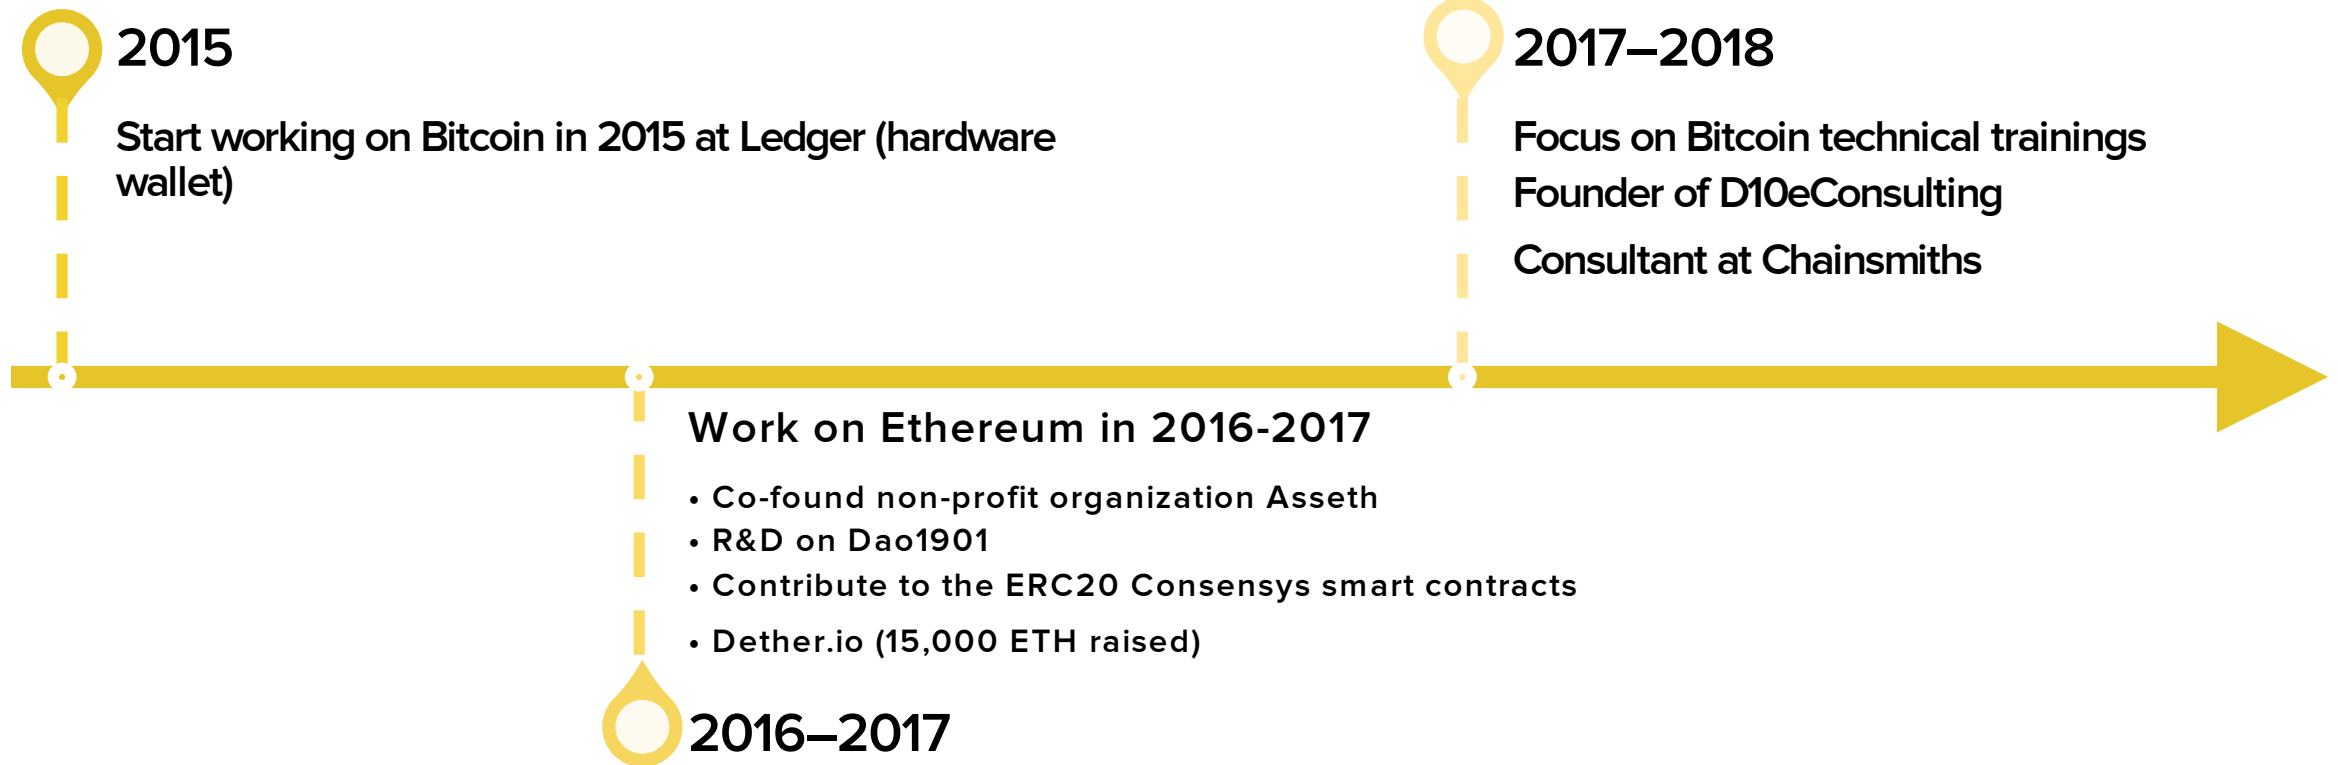 2015
Start working on Bitcoin in 2015 at Ledger (hardware
wallet)
2017–2018
Focus on Bitcoin technical trainings
Founder of D10eConsulting
Consultant at Chainsmiths
Work on Ethereum in 2016-2017
• Co-found non-profit organization Asseth
• R&D on Dao1901
• Contribute to the ERC20 Consensys smart contracts
• Dether.io (15,000 ETH raised)
2016–2017